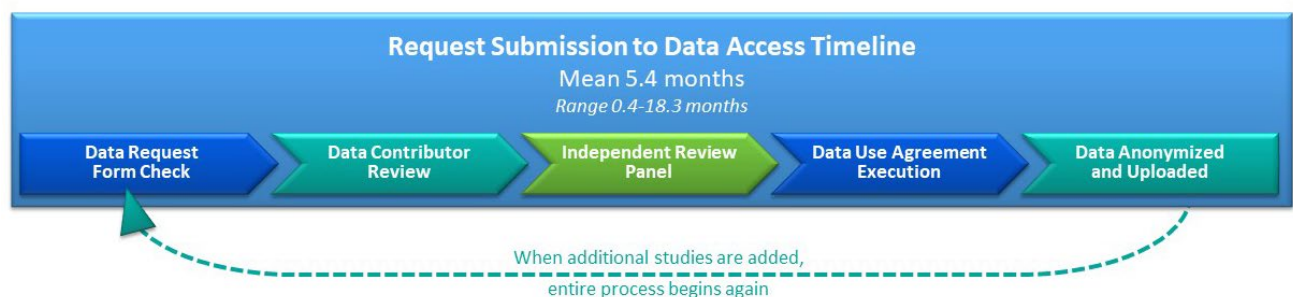 Request Submission to Data Access Timeline
Mean 5.4 months
Range 0.4-18.3 months
Data Request
Form Check
Data Contributor
Review
Independent Review
Panel
Data Use Agreement
Execution
Data Anonymized
and Uploaded
When additional studies are added,
entire process begins again